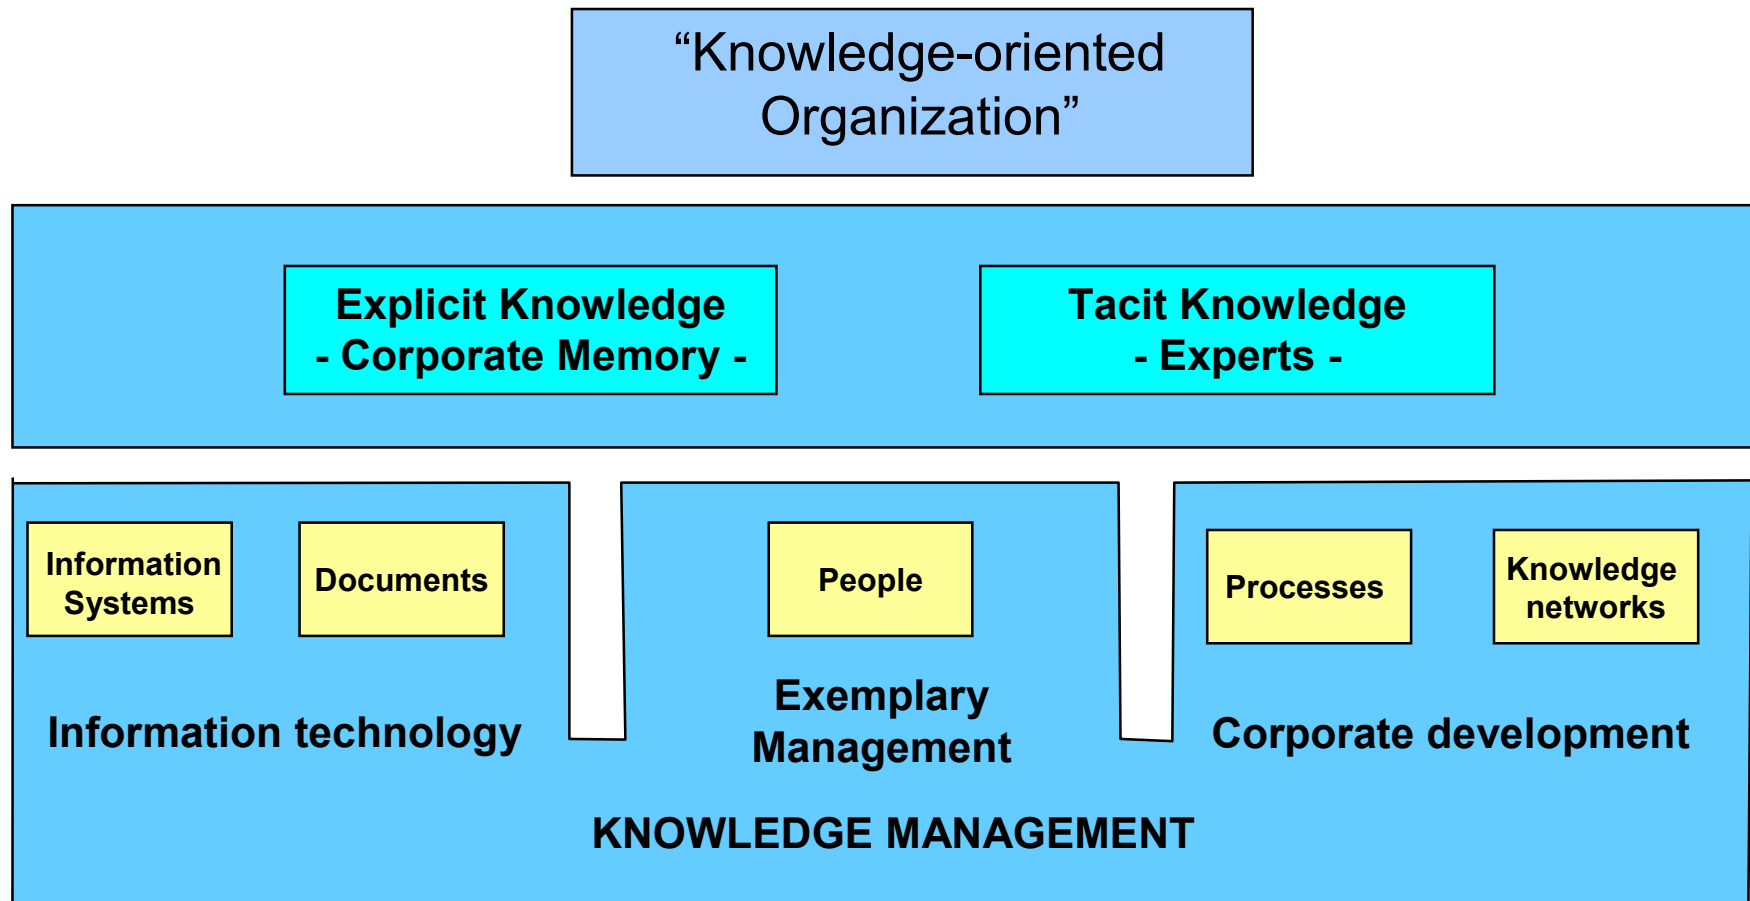 “Knowledge-oriented
Organization”
Explicit Knowledge
- Corporate Memory -
Tacit Knowledge
- Experts -
Information
Systems
Documents
People
Processes
Knowledge
networks
Information technology
Exemplary
Management
Corporate development
KNOWLEDGE MANAGEMENT